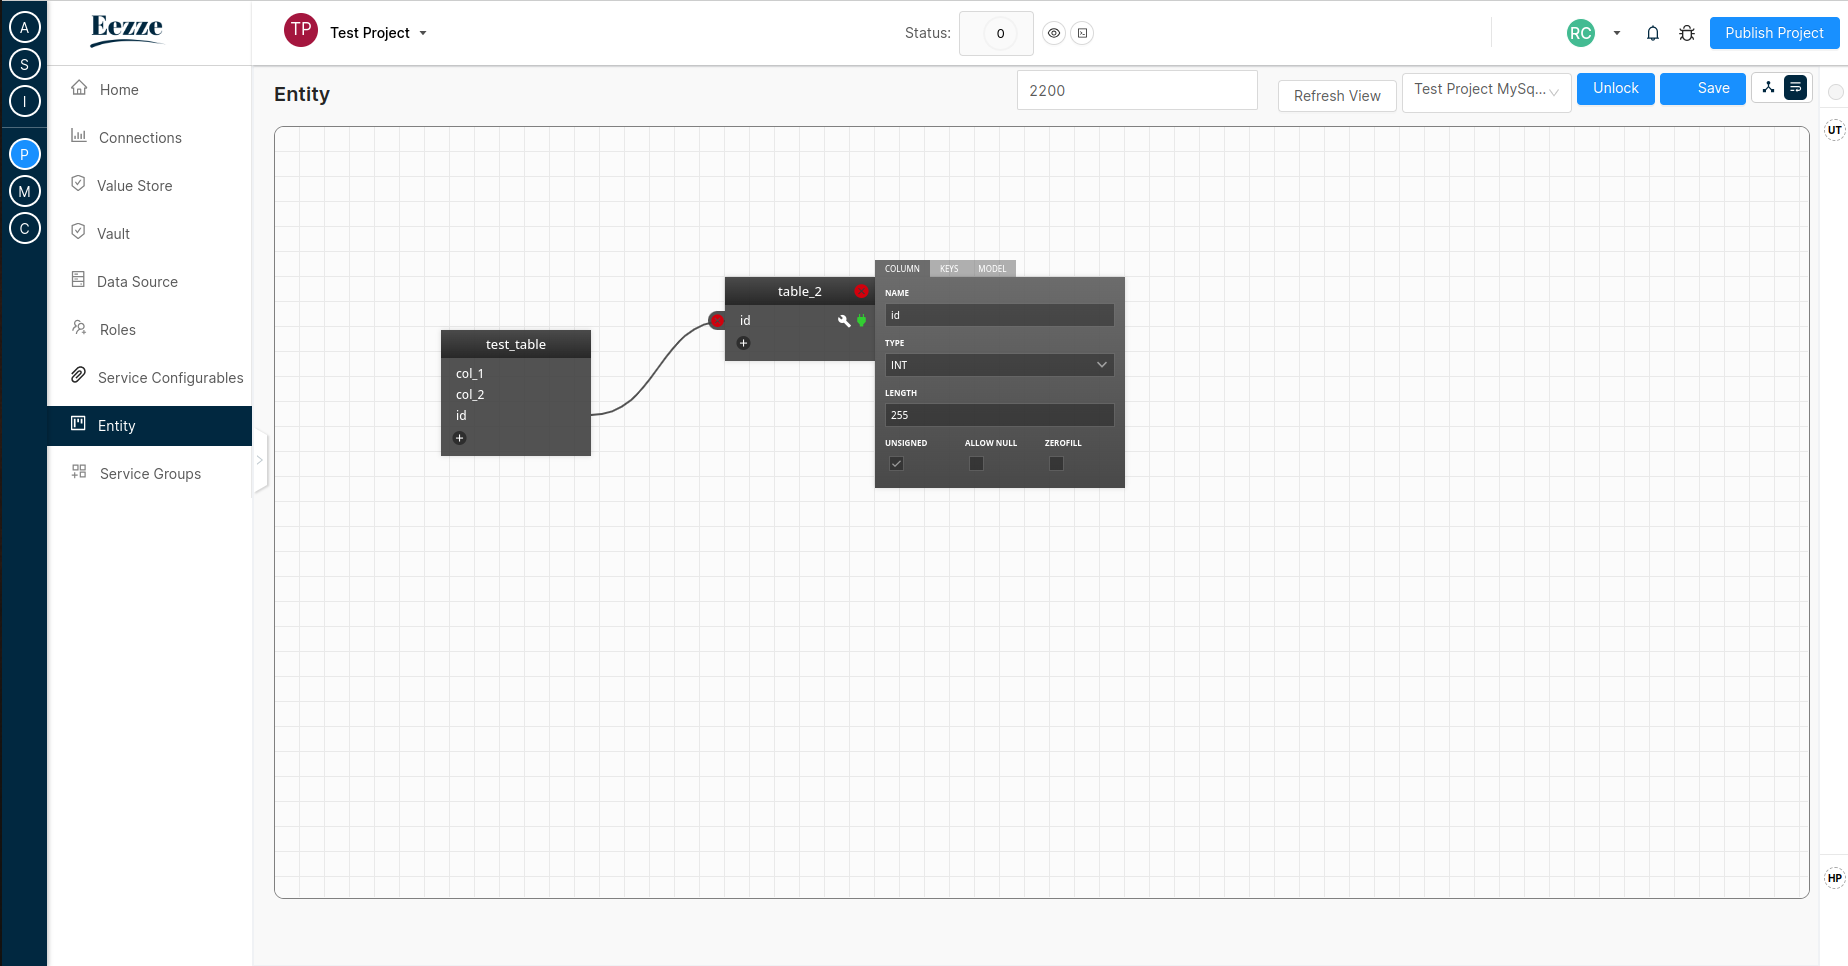 A
S
I
P
M
C
Eezze
TP
Test Project
Status:
0
RC
Publish Project
Home
Connections
Value Store
Vault
Data Source
Roles
Service Configurables
Entity
Service Groups
Entity
2200
Refresh View
Test Project MySq...
Unlock
Save
UT
HP
test_table
col_1
col_2
id
table_2
id
COLUMN
KEYS
MODEL
NAME
id
TYPE
INT
LENGTH
255
UNSIGNED
ALLOW NULL
ZEROFILL